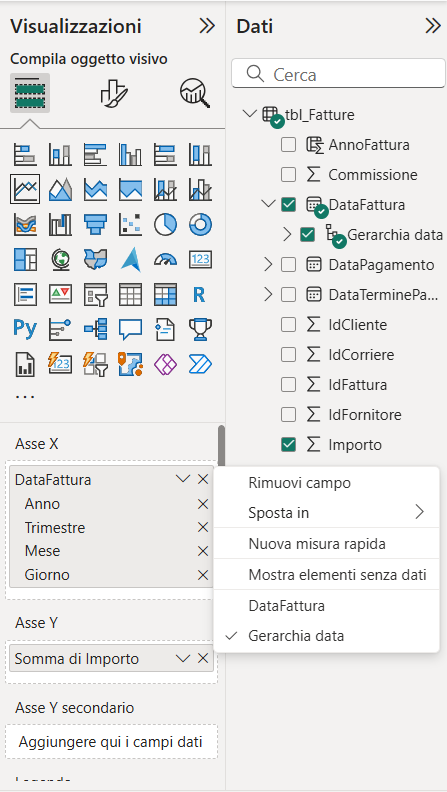 Visualizzazioni
Compila oggetto visivo
123
R
Py
123
...
Asse X
DataFattura
Anno
Trimestre
Mese
Giorno
Asse Y
Somma di Importo
Asse Y secondario
Aggiungere qui i campi dati
Legenda
Dati
Cerca
tbl_Fatture
AnnoFattura
Commissione
DataFattura
Gerarchia data
DataPagamento
DataTerminePa...
IdCliente
IdCorriere
IdFattura
IdFornitore
Importo
Rimuovi campo
Sposta in
Nuova misura rapida
Mostra elementi senza dati
DataFattura
Gerarchia data